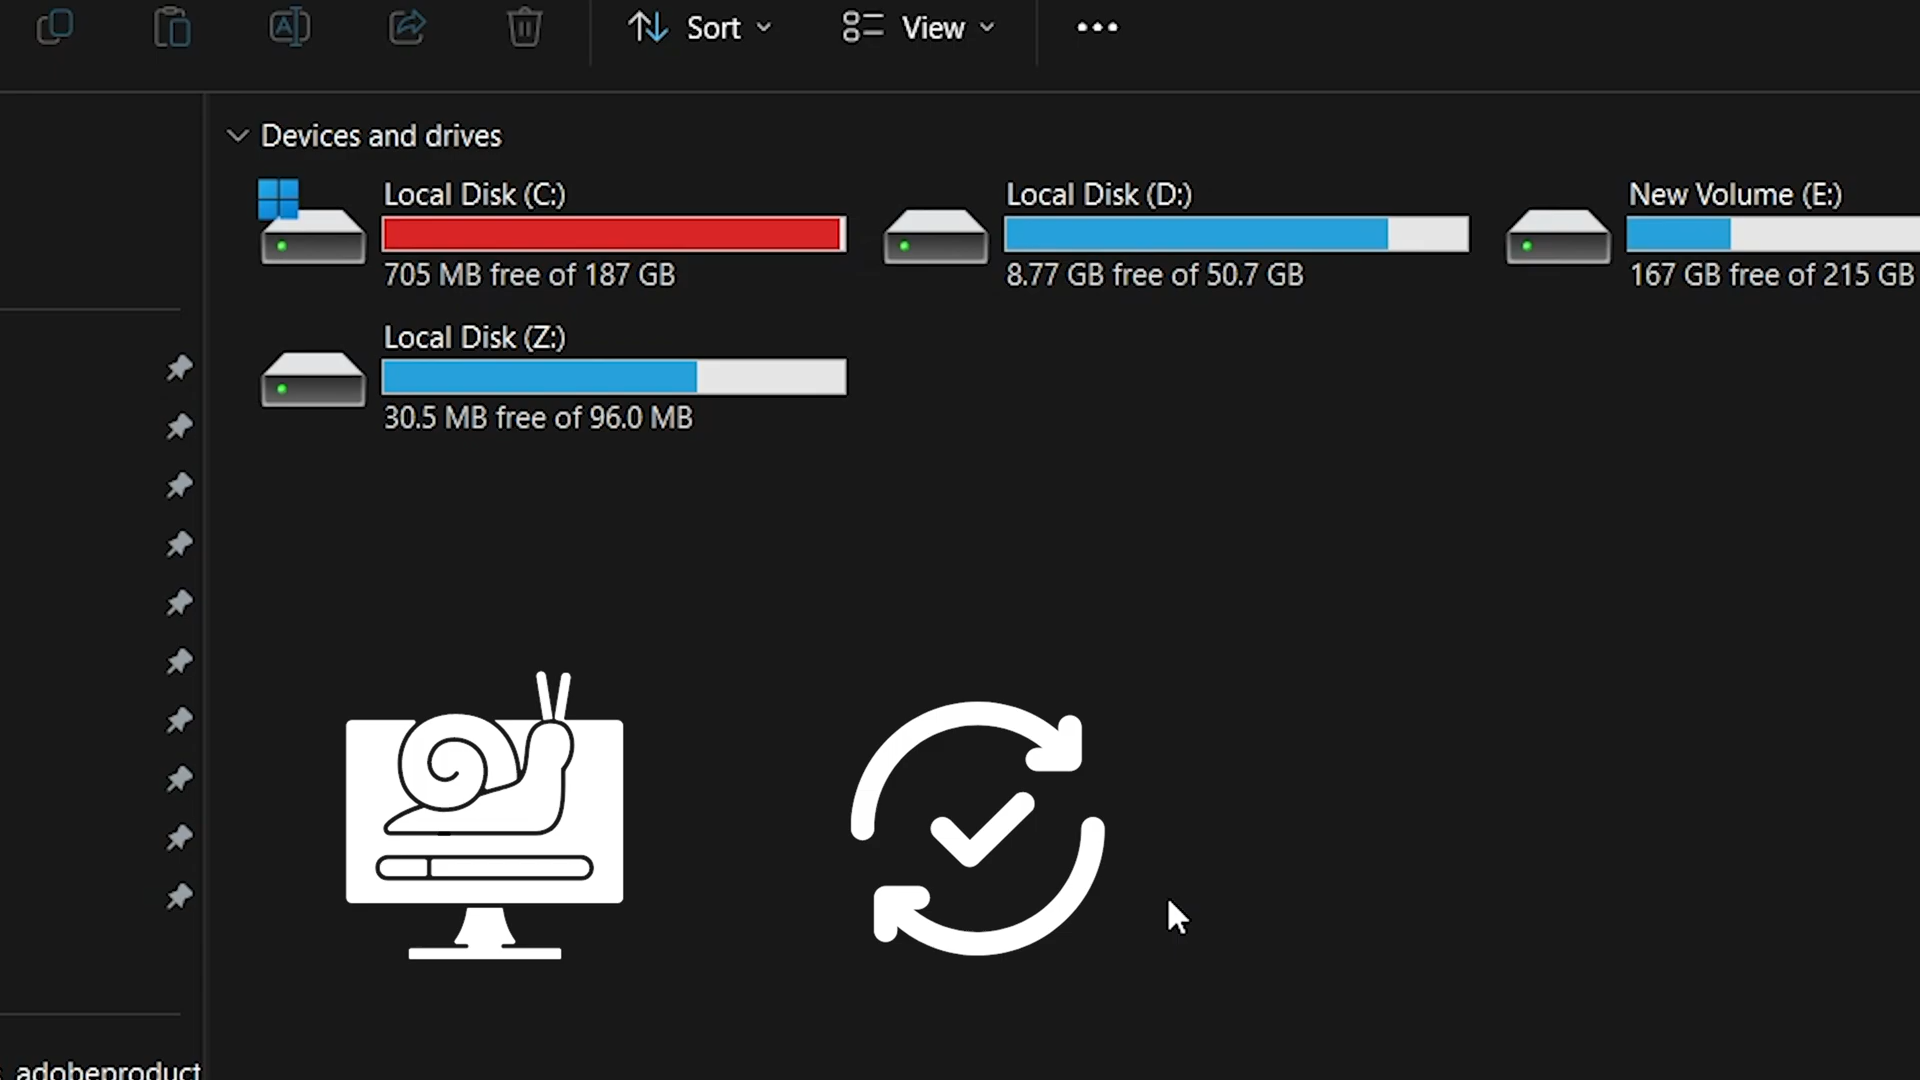 Sort
View
Devices and drives
Local Disk (C:)
705 MB free of 187 GB
Local Disk (D:)
8.77 GB free of 50.7 GB
New Volume (E:)
167 GB free of 215 GB
Local Disk (Z:)
30.5 MB free of 96.0 MB
adobeproduct